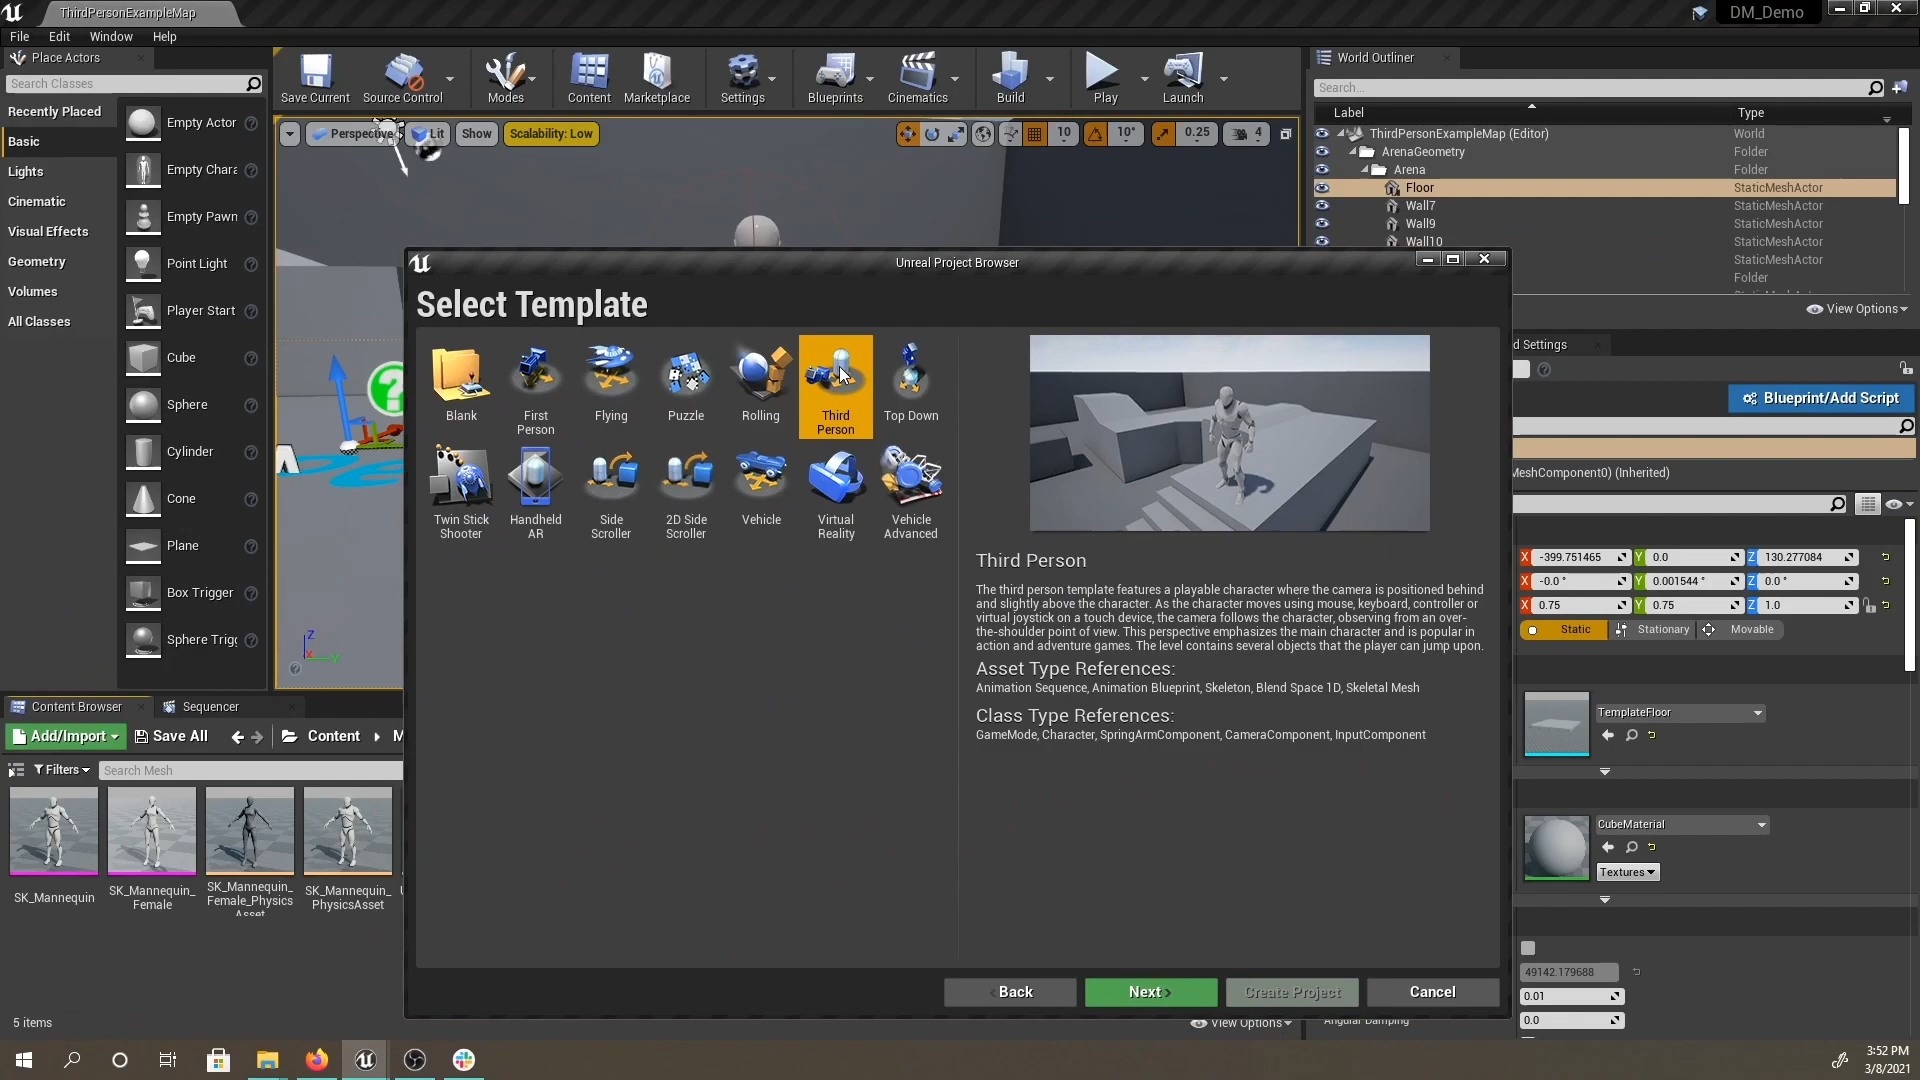 ThirdPersonExampleMap
DM_Demo
File Edit Window Help
Place Actors
Search Classes
Recently Placed
Basic
Lights
Cinematic
Visual Effects
Geometry
Volumes
All Classes
Empty Actor
Empty Chara
Empty Pawn
Point Light
Player Start
Cube
Sphere
Cylinder
Cone
Plane
Box Trigger
Sphere Trigg
Save Current
Source Control
Modes
Content
Marketplace
Settings
Blueprints
Cinematics
Build
Play
Launch
Perspective
Lit
Show
Scalability: Low
10
10°
0.25
4
World Outliner
Search...
Label
Type
ThirdPersonExampleMap (Editor) World
ArenaGeometry Folder
Arena Folder
Floor StaticMeshActor
Wall7 StaticMeshActor
Wall9 StaticMeshActor
Wall10 StaticMeshActor
StaticMeshActor
Folder
View Options
Unreal Project Browser
Select Template
Blank
First Person
Flying
Puzzle
Rolling
Third Person
Top Down
Twin Stick Shooter
Handheld AR
Side Scroller
2D Side Scroller
Vehicle
Virtual Reality
Vehicle Advanced
Third Person
The third person template features a playable character where the camera is positioned behind
and slightly above the character. As the character moves using mouse, keyboard, controller or
virtual joystick on a touch device, the camera follows the character, observing from an over-
the-shoulder point of view. This perspective emphasizes the main character and is popular in
action and adventure games. The level contains several objects that the player can jump upon.
Asset Type References:
Animation Sequence, Animation Blueprint, Skeleton, Blend Space 1D, Skeletal Mesh
Class Type References:
GameMode, Character, SpringArmComponent, CameraComponent, InputComponent
Back
Next
Create Project
Cancel
d Settings
Blueprint/Add Script
MeshComponent0) (Inherited)
X -399.751465 Y 0.0 Z 130.277084
X -0.0 ° Y 0.001544 ° Z 0.0 °
X 0.75 Y 0.75 Z 1.0
Static Stationary Movable
TemplateFloor
CubeMaterial
Textures
49142.179688
0.01
0.0
Angular Damping
Z
X
Y
Content Browser
Sequencer
Add/Import
Save All
Content
M
Filters
Search Mesh
SK_Mannequin
SK_Mannequin_
Female
SK_Mannequin_
Female_Physics
Asset
SK_Mannequin_
PhysicsAsset
5 items
View Options
3:52 PM
3/8/2021